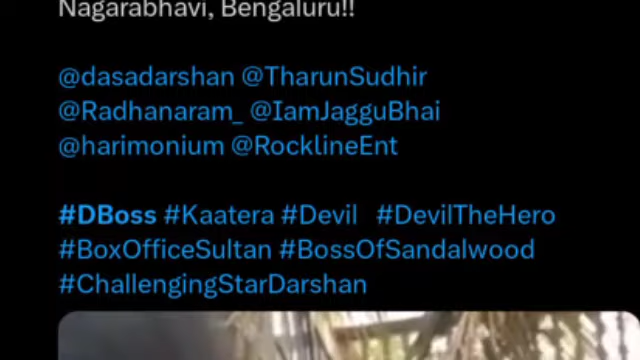 Nagarabhavi, Bengaluru!!
@dasadarshan @TharunSudhir
@Radhanaram_ @IamJagguBhai
@harimonium @RocklineEnt
#DBoss #Kaatera #Devil #DevilTheHero
#BoxOfficeSultan #BossOfSandalwood
#ChallengingStarDarshan